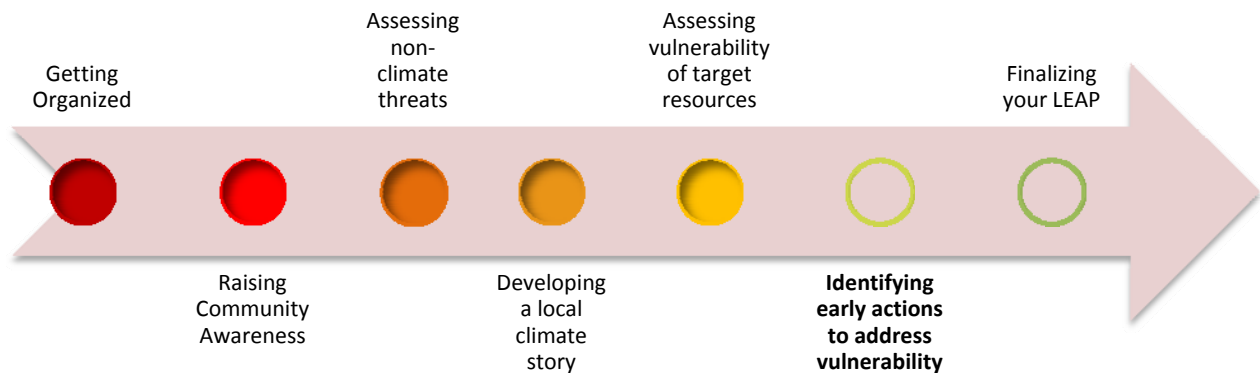 Getting
Organized
Raising
Community
Awareness
Assessing
non-
climate
threats
Developing
a local
climate
story
Assessing
vulnerability
of target
resources
Identifying
early actions
to address
vulnerability
Finalizing
your LEAP